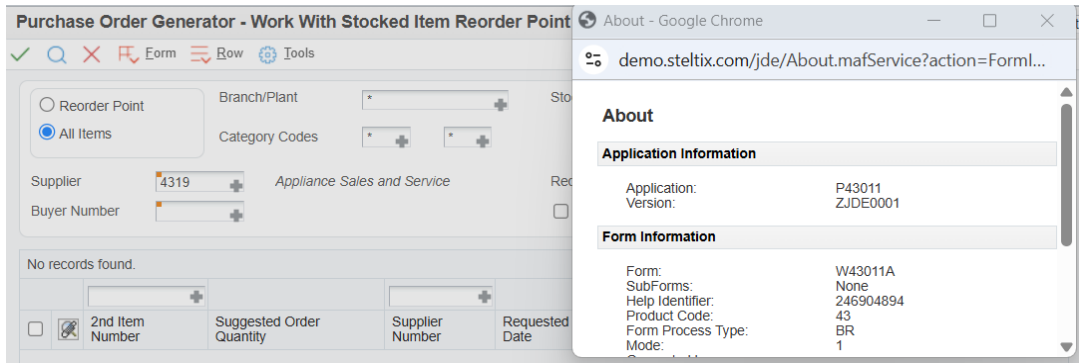 Purchase Order Generator - Work With Stocked Item Reorder Point
Form Row Tools
Reorder Point
All Items
Branch/Plant *
Category Codes * *
Supplier 4319 Appliance Sales and Service
Buyer Number
No records found.
2nd Item Number
Suggested Order Quantity
Supplier Number
Requested Date
About - Google Chrome
demo.steltix.com/jde/About.mafService?action=FormI...
About
Application Information
Application: P43011
Version: ZJDE0001
Form Information
Form: W43011A
SubForms: None
Help Identifier: 246904894
Product Code: 43
Form Process Type: BR
Mode: 1